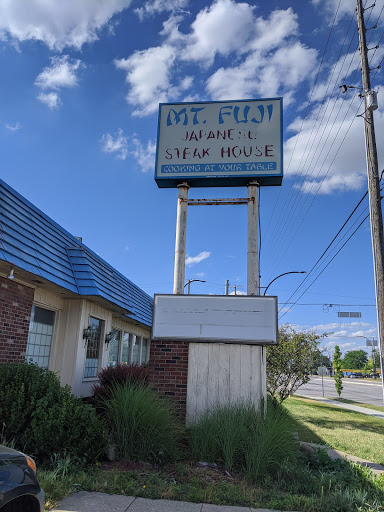 MT. FUJI
JAPANESE
STEAK HOUSE
COOKING AT YOUR TABLE